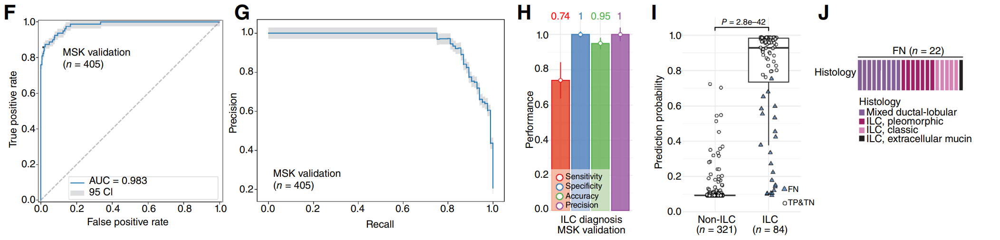 F
1.0
0.8
0.6
0.4
0.2
0.0
True positive rate
MSK validation
(n = 405)
AUC = 0.983
95 CI
0.0 0.2 0.4 0.6 0.8 1.0
False positive rate
G
1.0
0.8
0.6
0.4
0.2
Precision
MSK validation
(n = 405)
0.0 0.2 0.4 0.6 0.8 1.0
Recall
H
0.74 1 0.95 1
1.0
0.8
0.6
0.4
0.2
0.0
Performance
Sensitivity
Specificity
Accuracy
Precision
ILC diagnosis
MSK validation
I
P = 2.8e–42
1.0
0.8
0.6
0.4
0.2
0.0
Prediction probability
FN
TP&TN
Non-ILC
(n = 321)
ILC
(n = 84)
J
FN (n = 22)
Histology
Histology
Mixed ductal-lobular
ILC, pleomorphic
ILC, classic
ILC, extracellular mucin